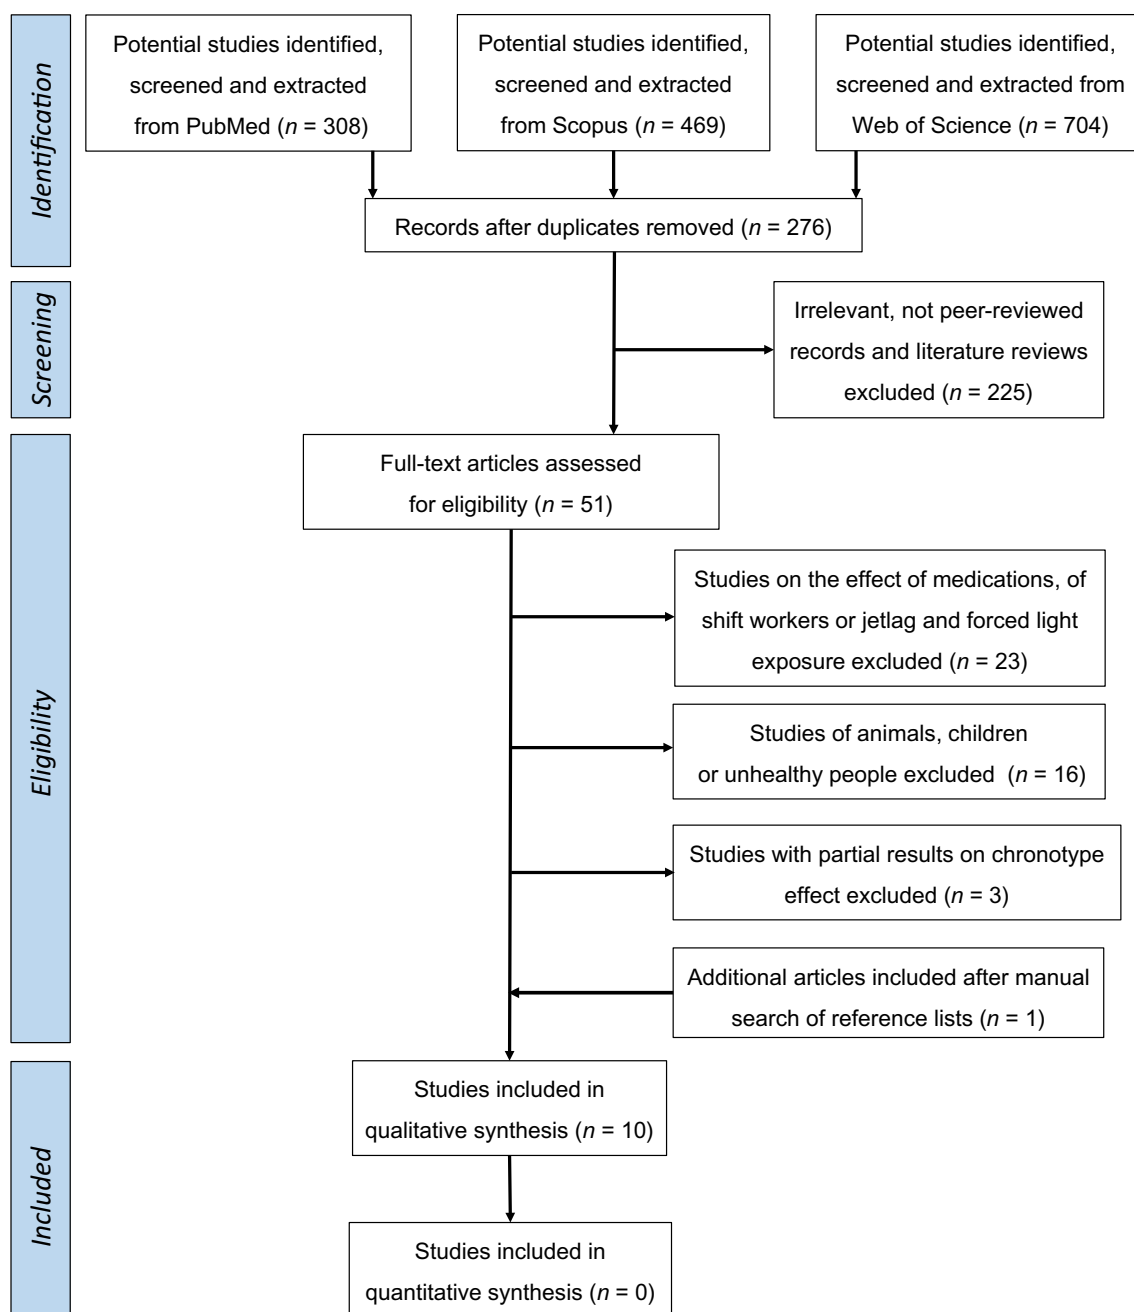 Identification
Potential studies identified,
screened and extracted
from PubMed (n = 308)
Potential studies identified,
screened and extracted
from Scopus (n = 469)
Potential studies identified,
screened and extracted from
Web of Science (n = 704)
Records after duplicates removed (n = 276)
Screening
Irrelevant, not peer-reviewed
records and literature reviews
excluded (n = 225)
Eligibility
Full-text articles assessed
for eligibility (n = 51)
Studies on the effect of medications, of
shift workers or jetlag and forced light
exposure excluded (n = 23)
Studies of animals, children
or unhealthy people excluded (n = 16)
Studies with partial results on chronotype
effect excluded (n = 3)
Additional articles included after manual
search of reference lists (n = 1)
Included
Studies included in
qualitative synthesis (n = 10)
Studies included in
quantitative synthesis (n = 0)